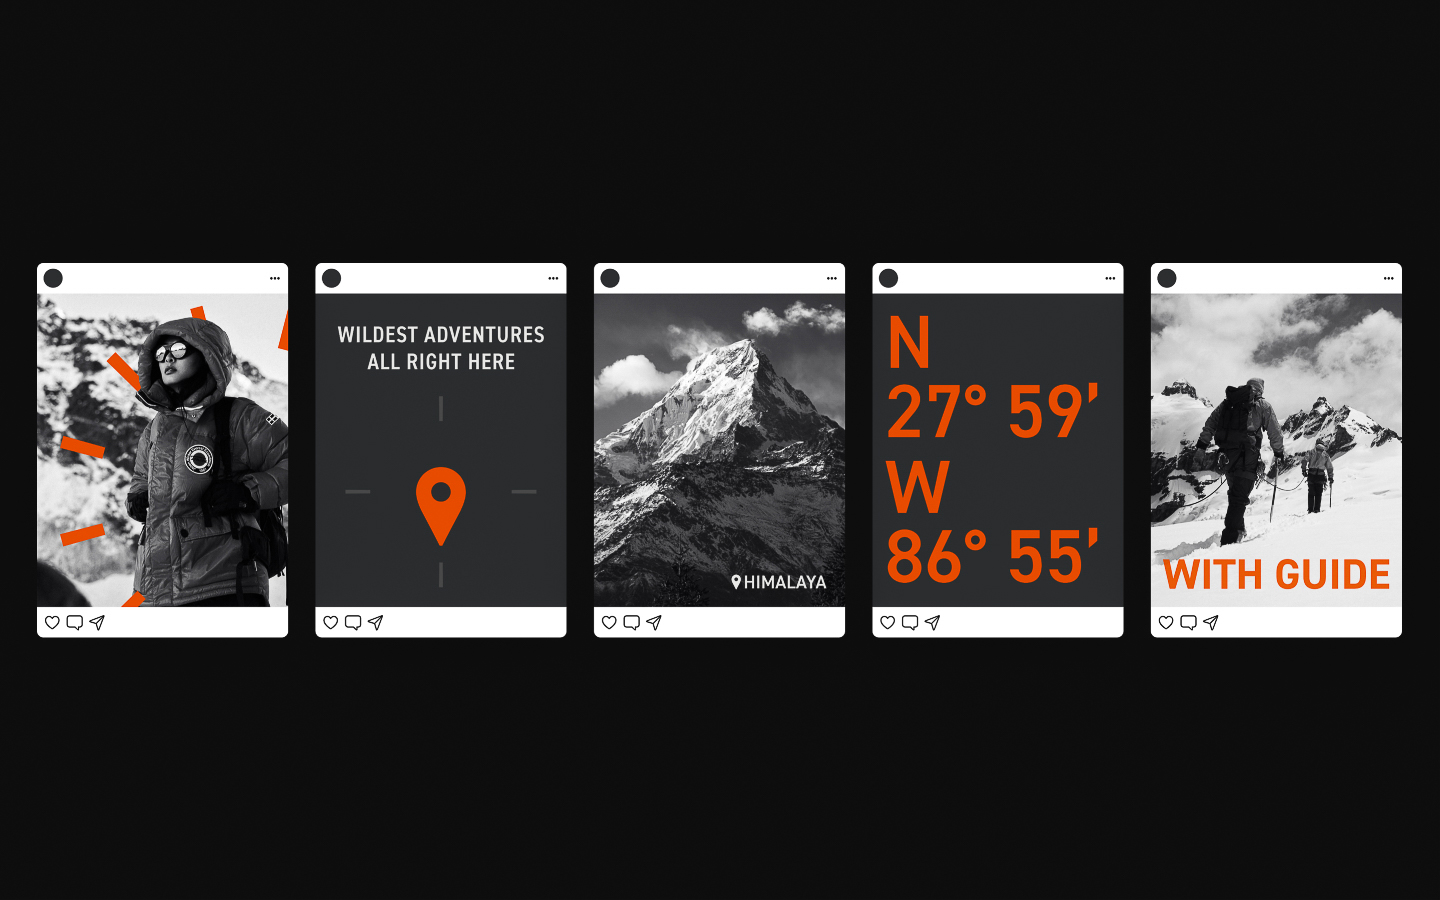 WILDEST ADVENTURES
ALL RIGHT HERE
HIMALAYA
N
27° 59'
W
86° 55'
WITH GUIDE